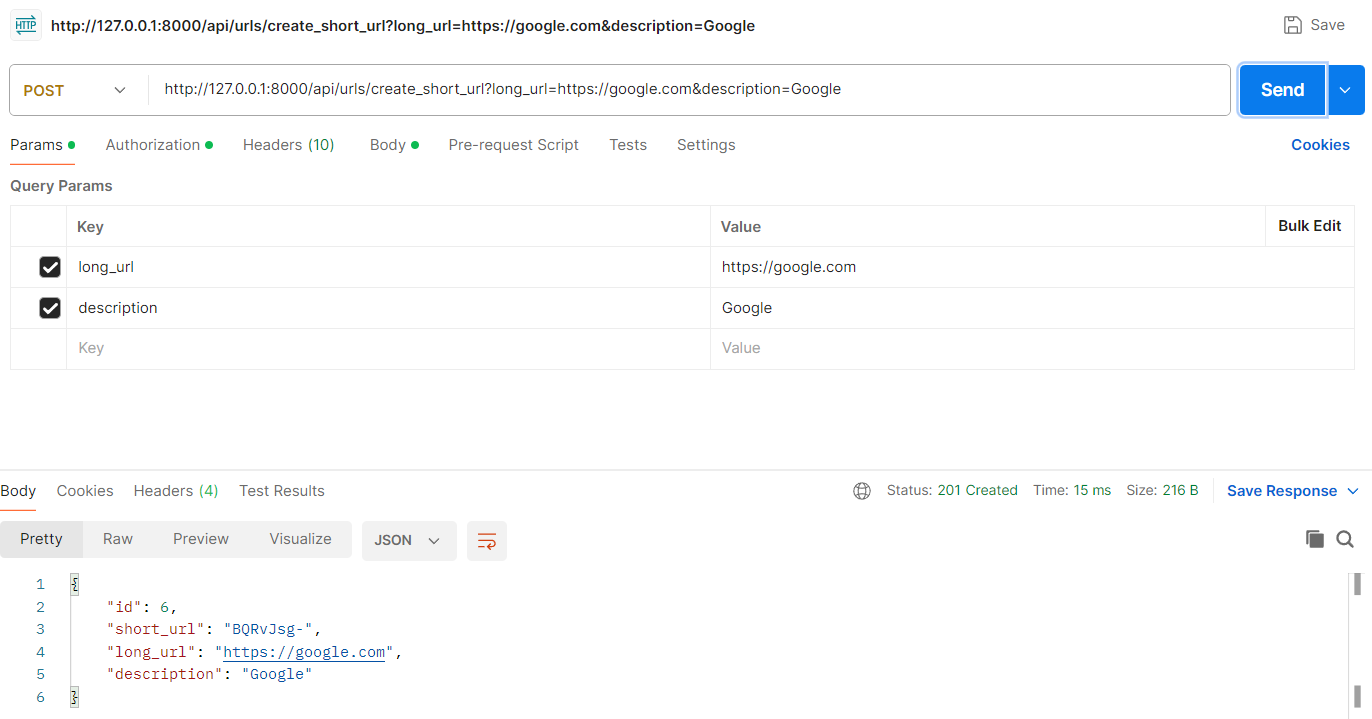 HTTP http://127.0.0.1:8000/api/urls/create_short_url?long_url=https://google.com&description=Google Save
POST http://127.0.0.1:8000/api/urls/create_short_url?long_url=https://google.com&description=Google Send
Params Authorization Headers (10) Body Pre-request Script Tests Settings Cookies
Query Params
Key Value Bulk Edit
long_url https://google.com
description Google
Key Value
Body Cookies Headers (4) Test Results Status: 201 Created Time: 15 ms Size: 216 B Save Response
Pretty Raw Preview Visualize JSON
1 {
2 "id": 6,
3 "short_url": "BQRvJsg-",
4 "long_url": "https://google.com",
5 "description": "Google"
6 }